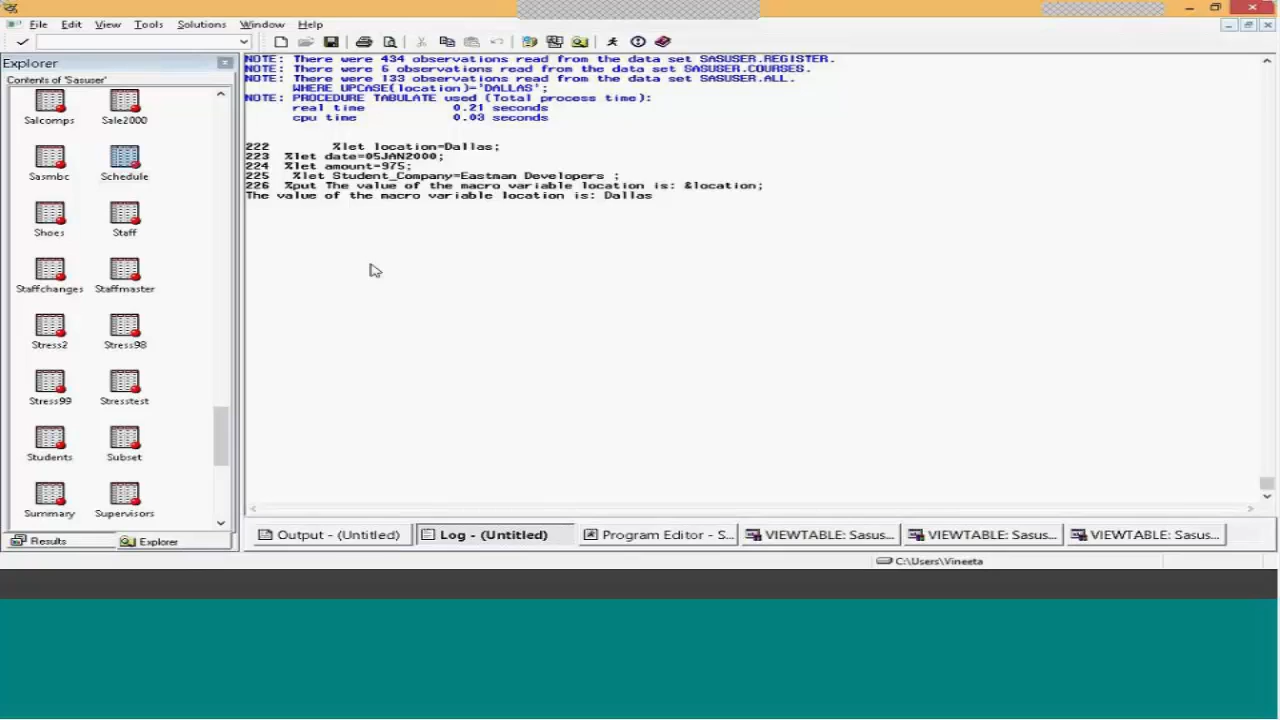 File Edit View Tools Solutions Window Help
Explorer
Contents of 'Sasuser'
Salcomps Sale2000
Sasmbc Schedule
Shoes Staff
Staffchanges Staffmaster
Stress2 Stress98
Stress99 Stresstest
Students Subset
Summary Supervisors
Results Explorer
NOTE: There were 434 observations read from the data set SASUSER.REGISTER.
NOTE: There were 6 observations read from the data set SASUSER.COURSES.
NOTE: There were 133 observations read from the data set SASUSER.ALL.
WHERE UPCASE(location)='DALLAS';
NOTE: PROCEDURE TABULATE used (Total process time):
real time 0.21 seconds
cpu time 0.03 seconds
222 %let location=Dallas;
223 %let date=05JAN2000;
224 %let amount=975;
225 %let Student_Company=Eastman Developers ;
226 %put The value of the macro variable location is: &location;
The value of the macro variable location is: Dallas
Output - (Untitled) Log - (Untitled) Program Editor - S... VIEWTABLE: Sasus... VIEWTABLE: Sasus... VIEWTABLE: Sasus...
C:\Users\Vineeta